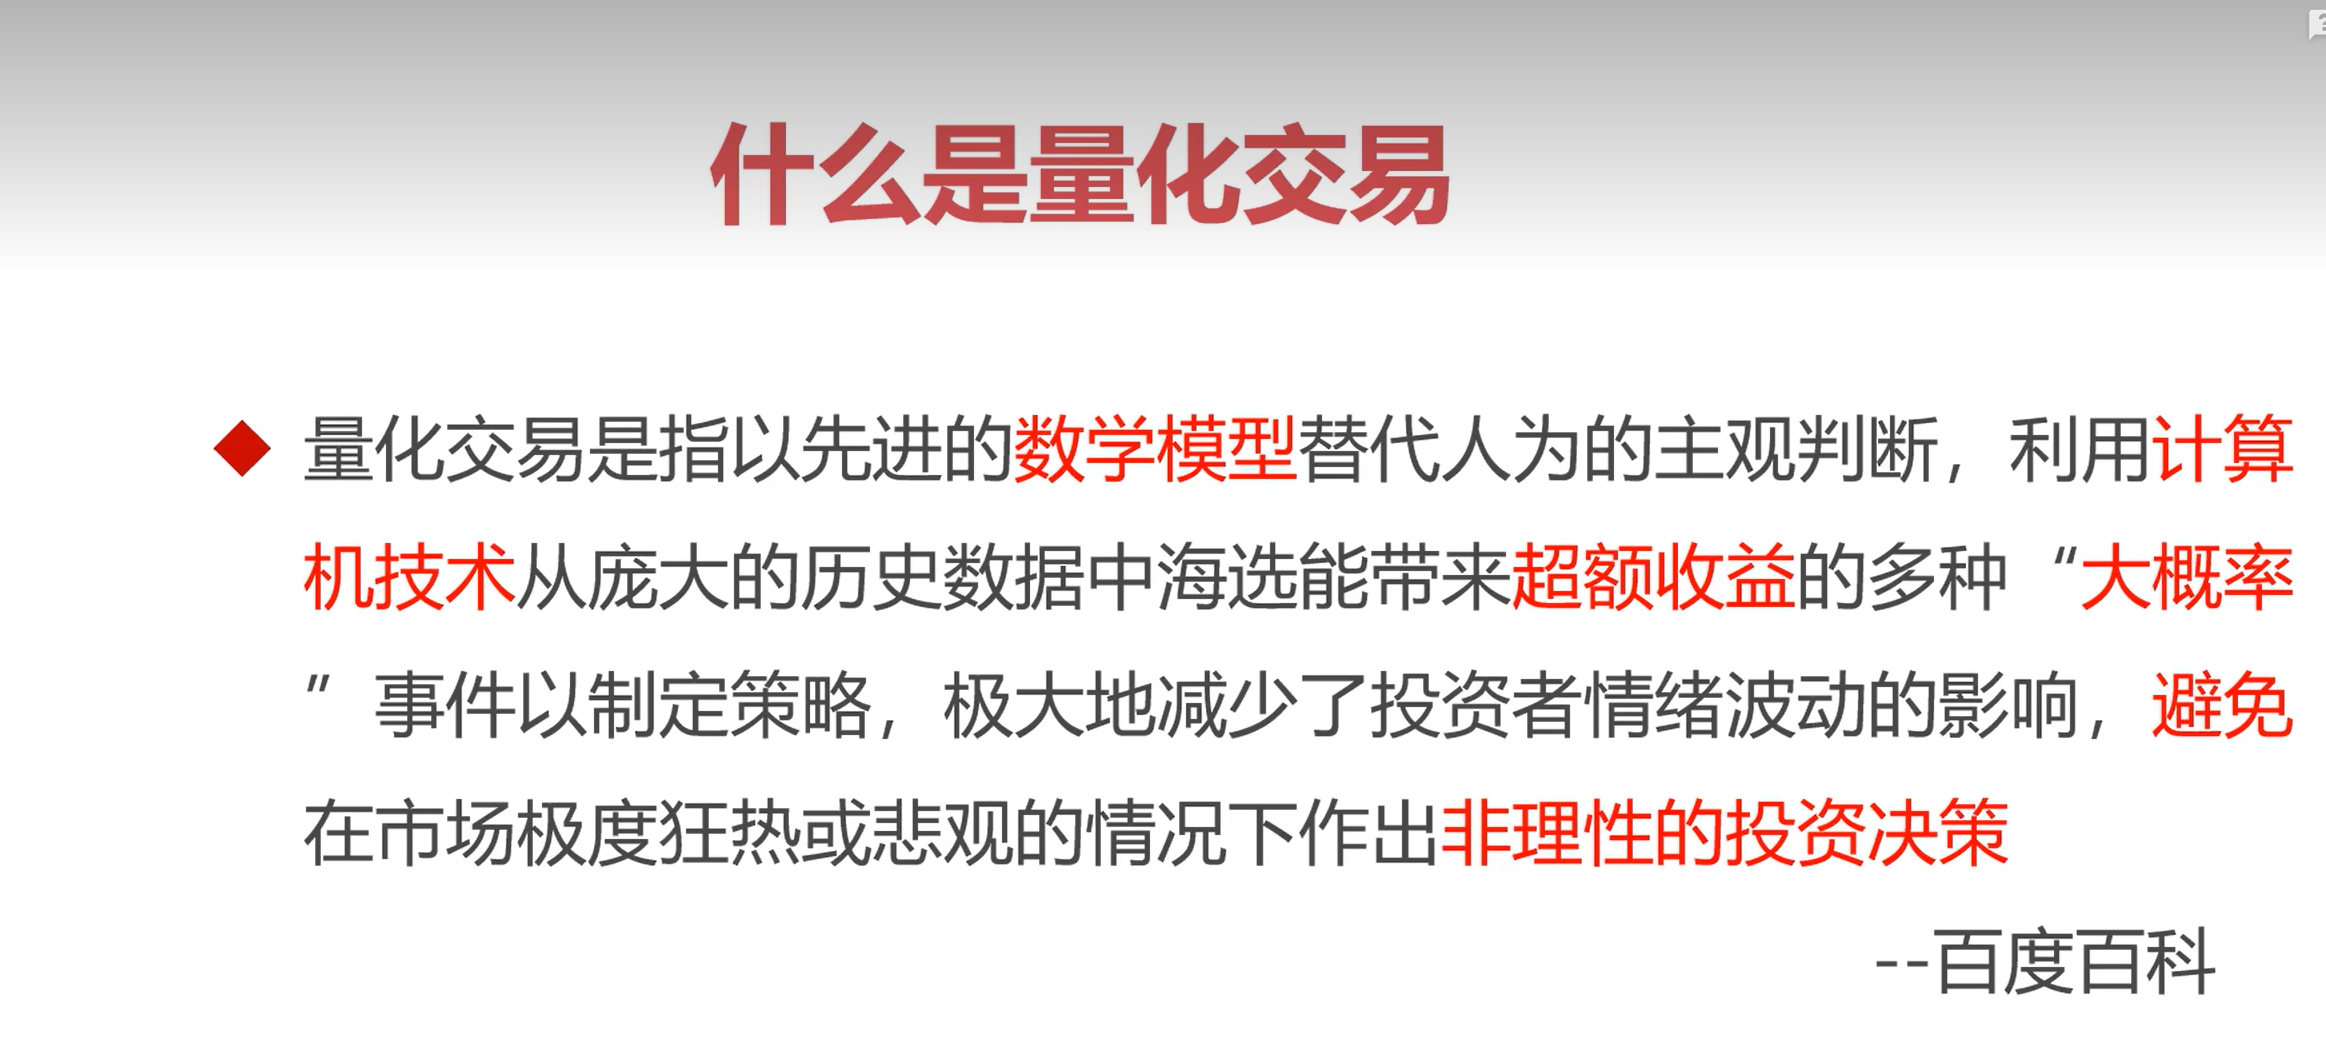 什么是量化交易
量化交易是指以先进的数学模型替代人为的主观判断，利用计算
机技术从庞大的历史数据中海选能带来超额收益的多种“大概率
”事件以制定策略，极大地减少了投资者情绪波动的影响，避免
在市场极度狂热或悲观的情况下作出非理性的投资决策
--百度百科